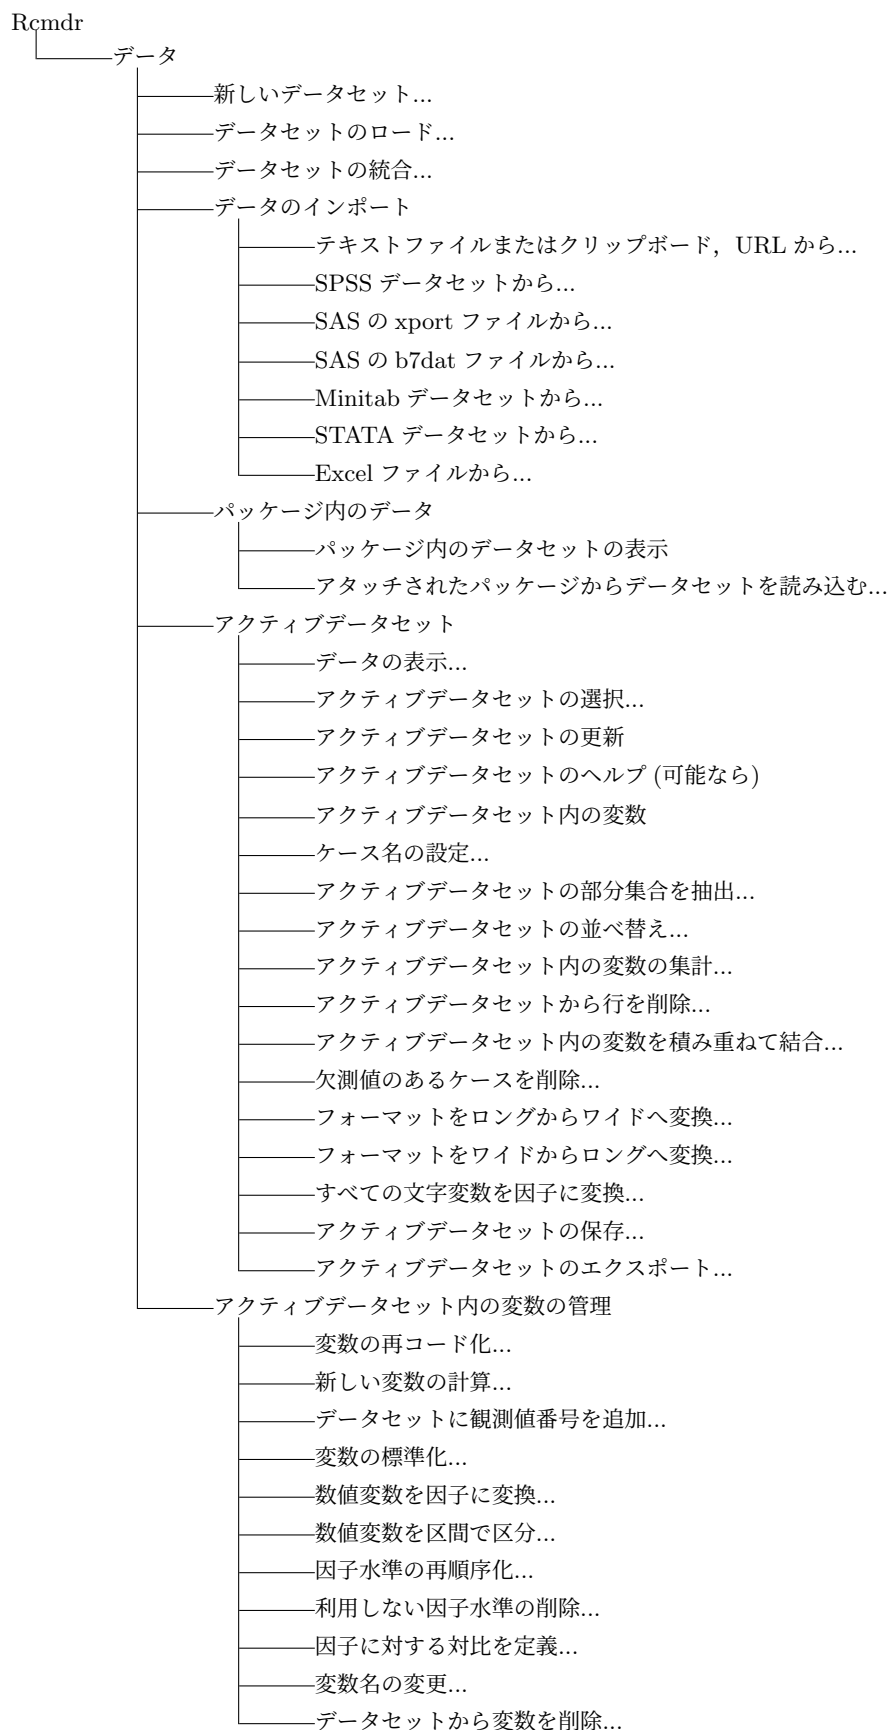 Rcmdr
データ
新しいデータセット...
データセットのロード...
データセットの統合...
データのインポート
テキストファイルまたはクリップボード，URL から...
SPSS データセットから...
SAS の xport ファイルから...
SAS の b7dat ファイルから...
Minitab データセットから...
STATA データセットから...
Excel ファイルから...
パッケージ内のデータ
パッケージ内のデータセットの表示
アタッチされたパッケージからデータセットを読み込む...
アクティブデータセット
データの表示...
アクティブデータセットの選択...
アクティブデータセットの更新
アクティブデータセットのヘルプ (可能なら)
アクティブデータセット内の変数
ケース名の設定...
アクティブデータセットの部分集合を抽出...
アクティブデータセットの並べ替え...
アクティブデータセット内の変数の集計...
アクティブデータセットから行を削除...
アクティブデータセット内の変数を積み重ねて結合...
欠測値のあるケースを削除...
フォーマットをロングからワイドへ変換...
フォーマットをワイドからロングへ変換...
すべての文字変数を因子に変換...
アクティブデータセットの保存...
アクティブデータセットのエクスポート...
アクティブデータセット内の変数の管理
変数の再コード化...
新しい変数の計算...
データセットに観測値番号を追加...
変数の標準化...
数値変数を因子に変換...
数値変数を区間で区分...
因子水準の再順序化...
利用しない因子水準の削除...
因子に対する対比を定義...
変数名の変更...
データセットから変数を削除...